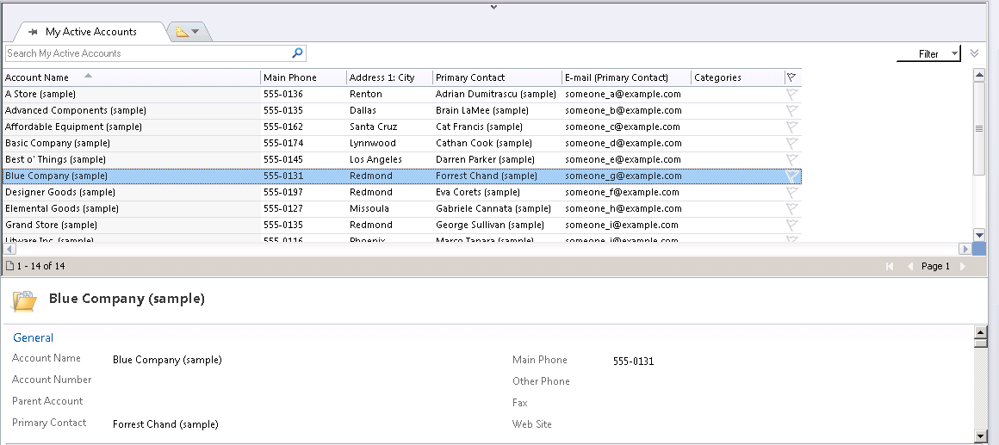 My Active Accounts
Search My Active Accounts
Filter
Account Name Main Phone Address 1: City Primary Contact E-mail (Primary Contact) Categories
A Store (sample) 555-0136 Renton Adrian Dumitrascu (sample) someone_a@example.com
Advanced Components (sample) 555-0135 Dallas Brain LaMee (sample) someone_b@example.com
Affordable Equipment (sample) 555-0162 Santa Cruz Cat Francis (sample) someone_c@example.com
Basic Company (sample) 555-0174 Lynnwood Cathan Cook (sample) someone_d@example.com
Best o' Things (sample) 555-0145 Los Angeles Darren Parker (sample) someone_e@example.com
Blue Company (sample) 555-0131 Redmond Forrest Chand (sample) someone_g@example.com
Designer Goods (sample) 555-0197 Redmond Eva Corets (sample) someone_f@example.com
Elemental Goods (sample) 555-0127 Missoula Gabriele Cannata (sample) someone_h@example.com
Grand Store (sample) 555-0135 Redmond George Sullivan (sample) someone_i@example.com
Litware Inc. (sample) 555-0116 Phoenix Marco Tanara (sample) someone_j@example.com
1 - 14 of 14 Page 1
Blue Company (sample)
General
Account Name Blue Company (sample) Main Phone 555-0131
Account Number Other Phone
Parent Account Fax
Primary Contact Forrest Chand (sample) Web Site